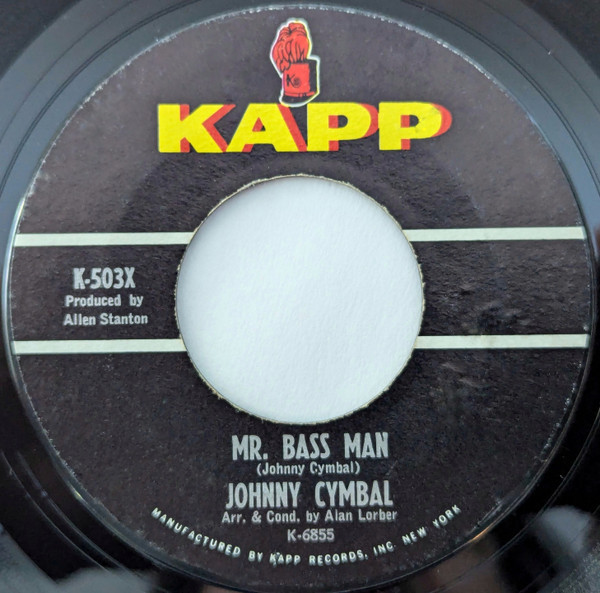 K
KAPP
K-503X
Produced by
Allen Stanton
MR. BASS MAN
(Johnny Cymbal)
JOHNNY CYMBAL
Arr. & Cond. by Alan Lorber
K-6855
MANUFACTURED BY KAPP RECORDS, INC. NEW YORK